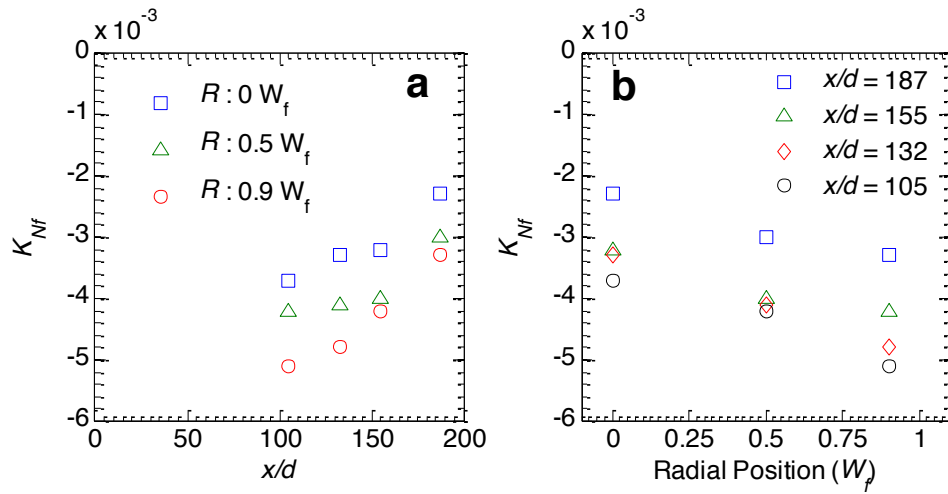 x 10⁻³
0
-1
-2
-3
-4
-5
-6
0
50
100
150
200
K_Nf
x/d
a
R : 0 W_f
R : 0.5 W_f
R : 0.9 W_f
x 10⁻³
0
-1
-2
-3
-4
-5
-6
0
0.25
0.5
0.75
1
K_Nf
Radial Position (W_f)
b
x/d = 187
x/d = 155
x/d = 132
x/d = 105